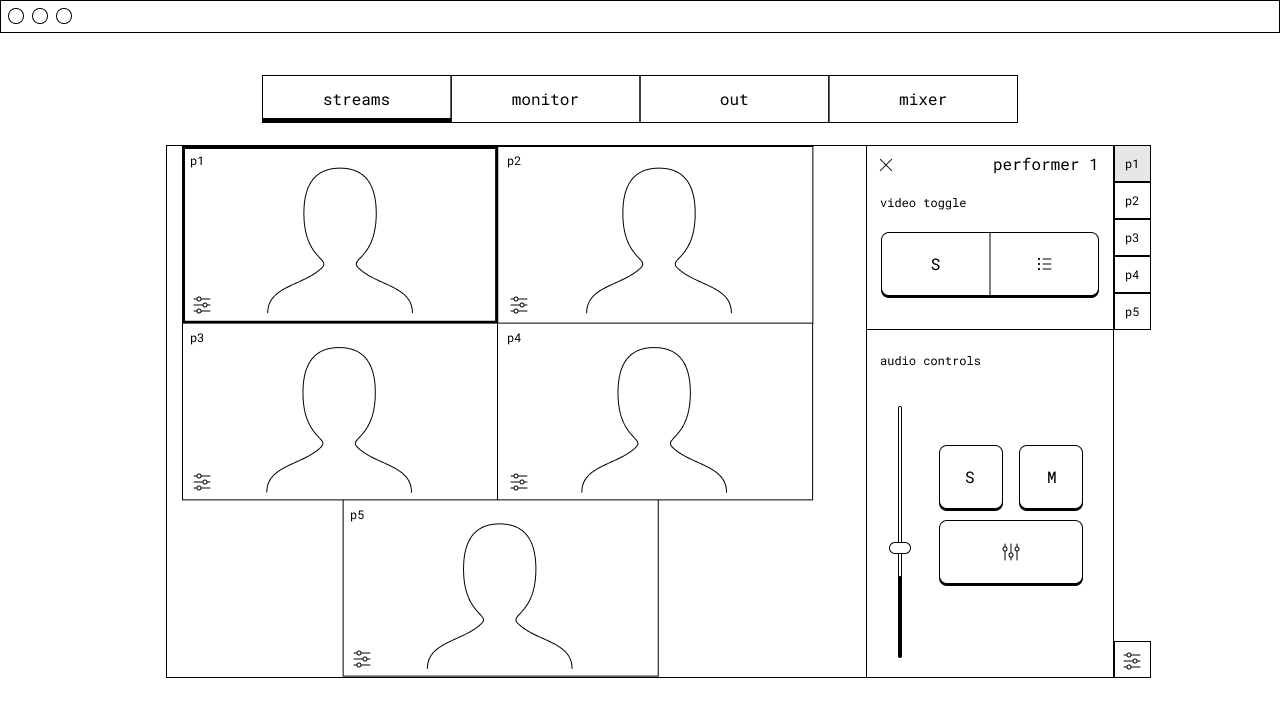 streams monitor out mixer
p1
p2
p3
p4
p5
performer 1
video toggle
S
audio controls
S M
p1
p2
p3
p4
p5